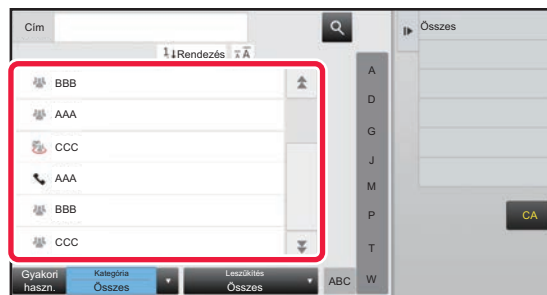 Cím
Összes
Rendezés
BBB
AAA
CCC
AAA
BBB
CCC
A
D
G
J
M
P
T
W
CA
Gyakori haszn.
Kategória
Összes
Leszűkítés
Összes
ABC